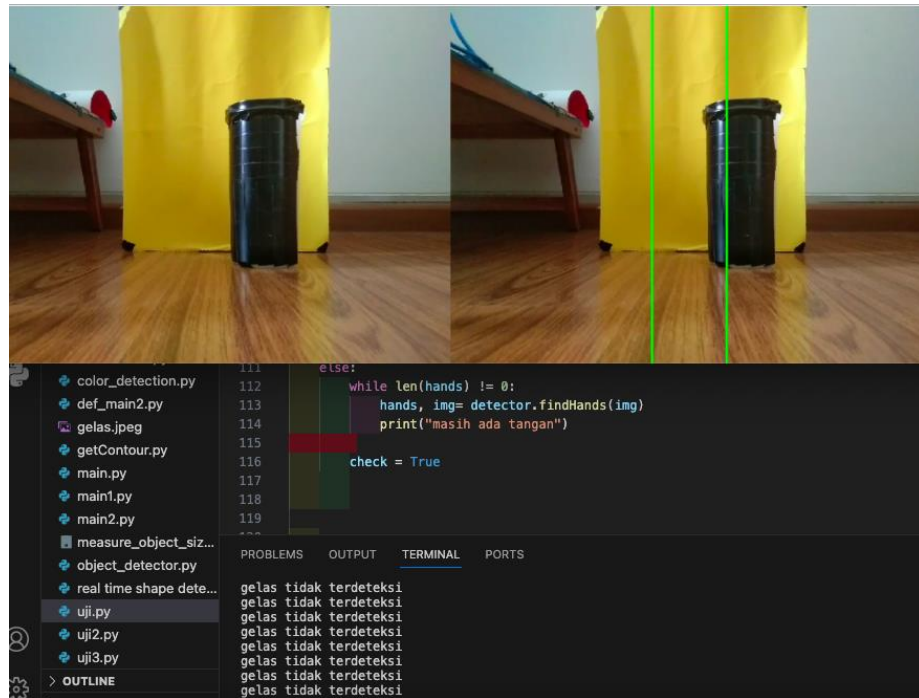 111 else:
112 while len(hands) != 0:
113 hands, img= detector.findHands(img)
114 print("masih ada tangan")
115
116 check = True
117
118
119
color_detection.py
def_main2.py
gelas.jpeg
getContour.py
main.py
main1.py
main2.py
measure_object_siz...
object_detector.py
real time shape dete...
uji.py
uji2.py
uji3.py
OUTLINE
PROBLEMS OUTPUT TERMINAL PORTS
gelas tidak terdeteksi
gelas tidak terdeteksi
gelas tidak terdeteksi
gelas tidak terdeteksi
gelas tidak terdeteksi
gelas tidak terdeteksi
gelas tidak terdeteksi
gelas tidak terdeteksi